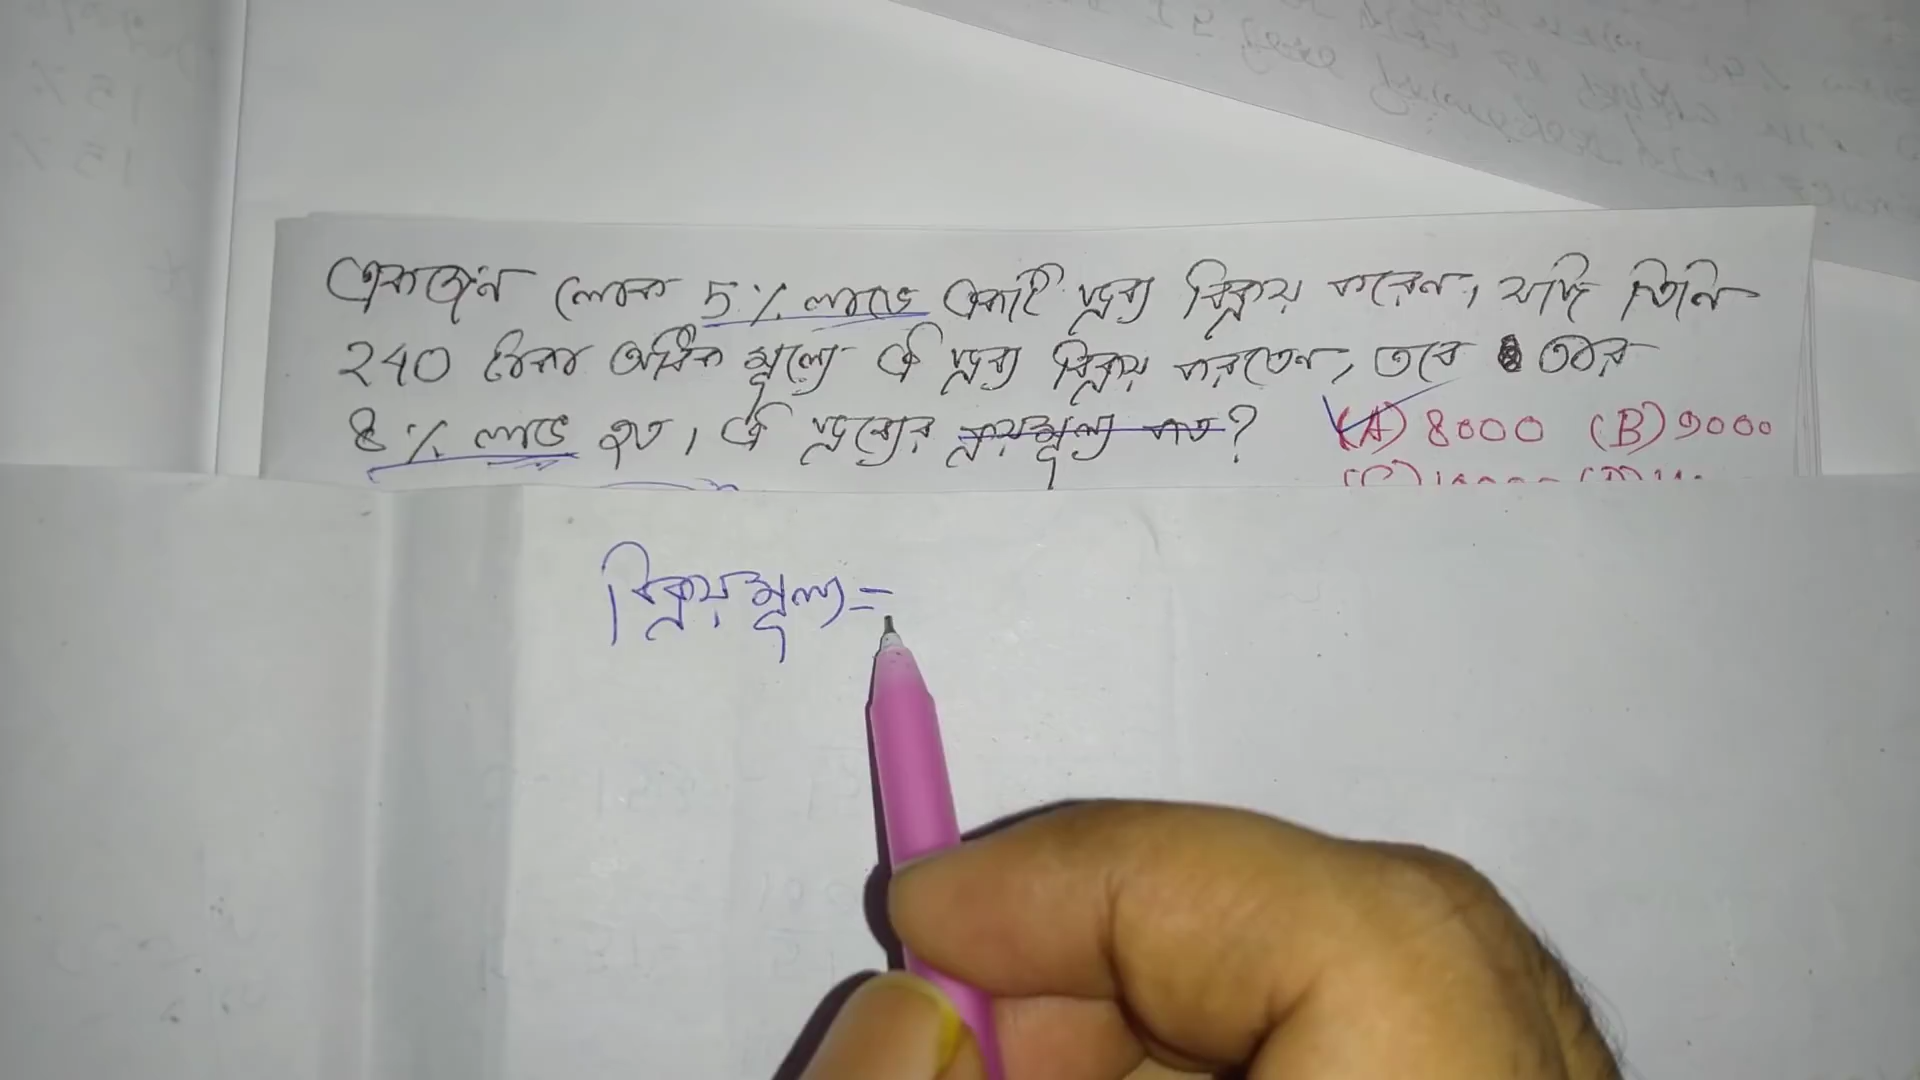 একজন লোক 5% লাভে একটি দ্রব্য বিক্রয় করেন, যদি তিনি
240 টাকা অধিক মূল্যে ঐ দ্রব্য বিক্রয় করতেন, তবে তার
8% লাভ হত, ঐ দ্রব্যের ক্রয়মূল্য কত? (A) 8000 (B) 9000
বিক্রয়মূল্য =